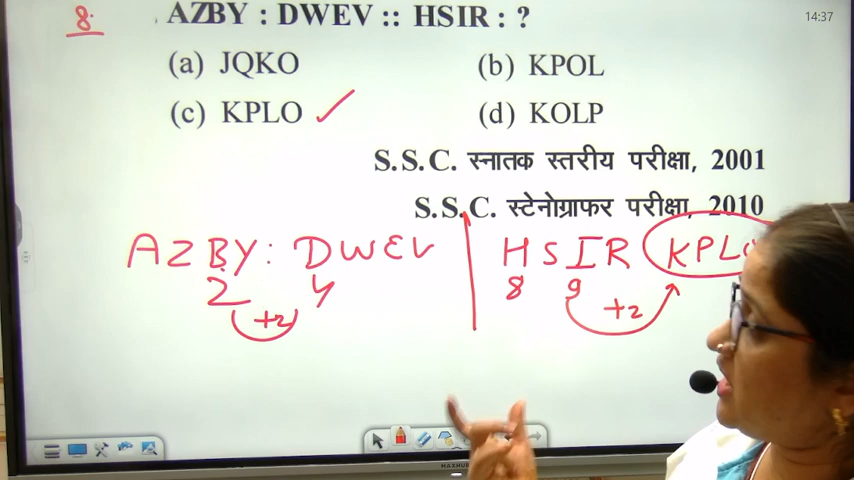 14:37
8.
AZBY : DWEV :: HSIR : ?
(a) JQKO (b) KPOL
(c) KPLO ✓ (d) KOLP
S.S.C. स्नातक स्तरीय परीक्षा, 2001
S.S.C. स्टेनोग्राफर परीक्षा, 2010
AZBY : DWEV HSIR KPLO
2 4 8 9
+2 +2